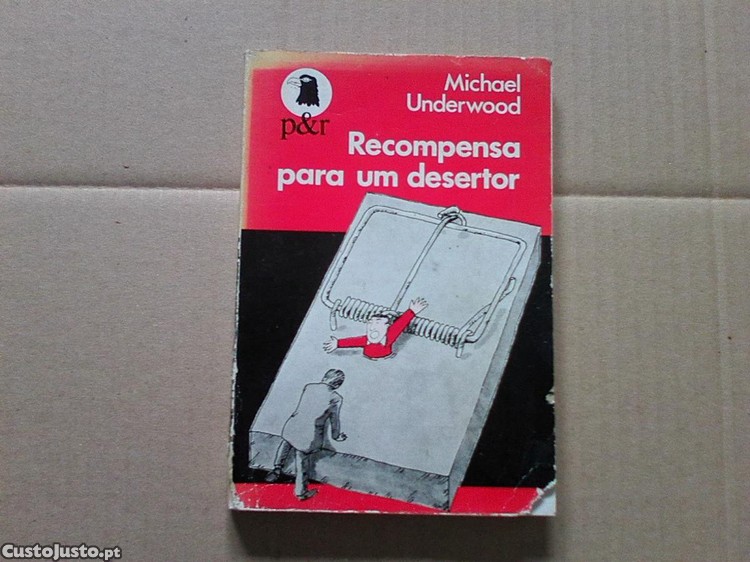 Michael
Underwood
p&r
Recompensa
para um desertor
CustoJusto.pt